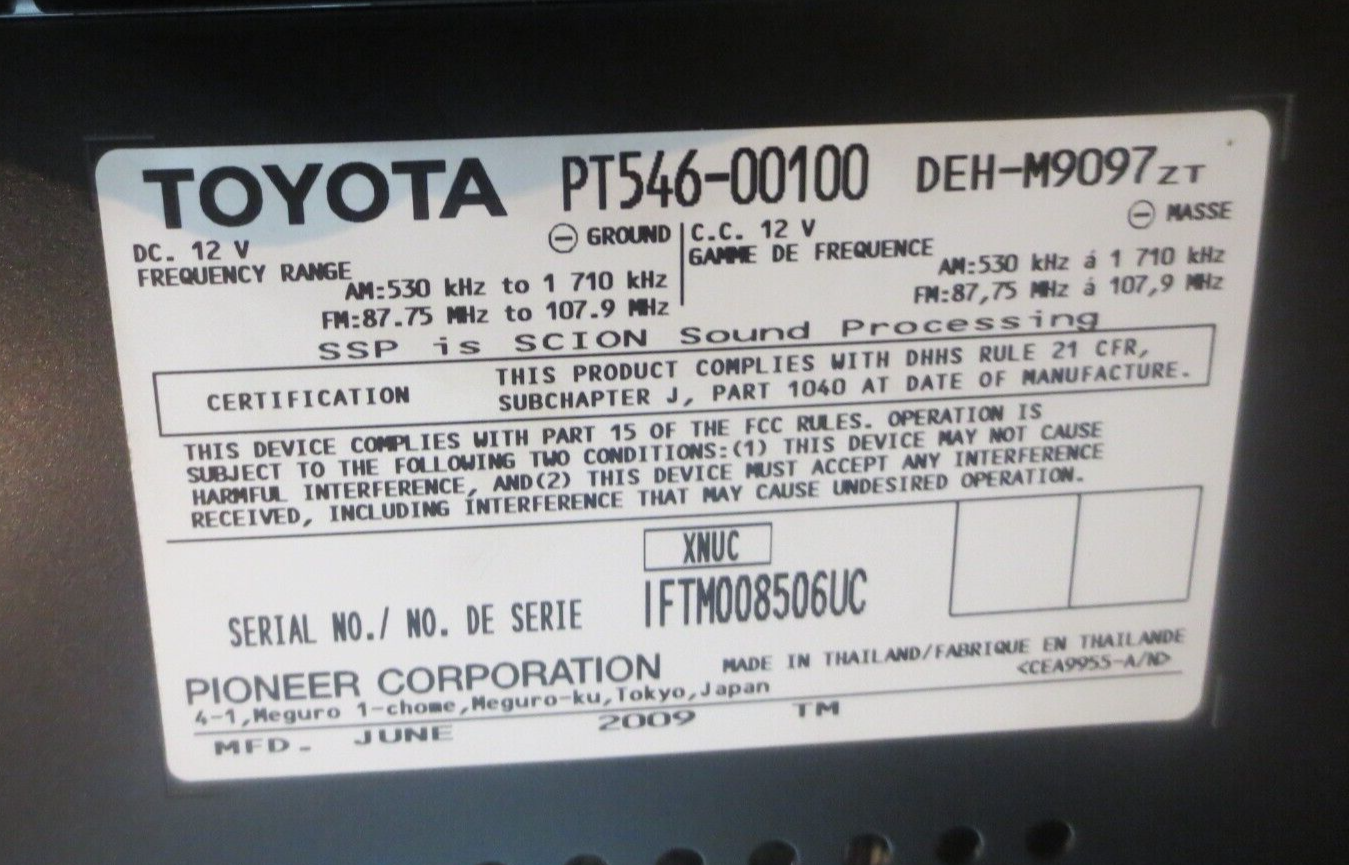 TOYOTA PT546-00100 DEH-M9097ZT
DC. 12 V ⊖ GROUND
FREQUENCY RANGE
AM:530 kHz to 1 710 kHz
FM:87.75 MHz to 107.9 MHz
C.C. 12 V ⊖ MASSE
GAMME DE FREQUENCE
AM:530 kHz á 1 710 kHz
FM:87,75 MHz á 107,9 MHz
SSP is SCION Sound Processing
CERTIFICATION
THIS PRODUCT COMPLIES WITH DHHS RULE 21 CFR,
SUBCHAPTER J, PART 1040 AT DATE OF MANUFACTURE.
THIS DEVICE COMPLIES WITH PART 15 OF THE FCC RULES. OPERATION IS
SUBJECT TO THE FOLLOWING TWO CONDITIONS:(1) THIS DEVICE MAY NOT CAUSE
HARMFUL INTERFERENCE, AND(2) THIS DEVICE MUST ACCEPT ANY INTERFERENCE
RECEIVED, INCLUDING INTERFERENCE THAT MAY CAUSE UNDESIRED OPERATION.
XNUC
SERIAL NO./ NO. DE SERIE IFTM008506UC
PIONEER CORPORATION MADE IN THAILAND/FABRIQUE EN THAILANDE
4-1,Meguro 1-chome,Meguro-ku,Tokyo,Japan <CEA9955-A/N>
MFD. JUNE 2009 TM